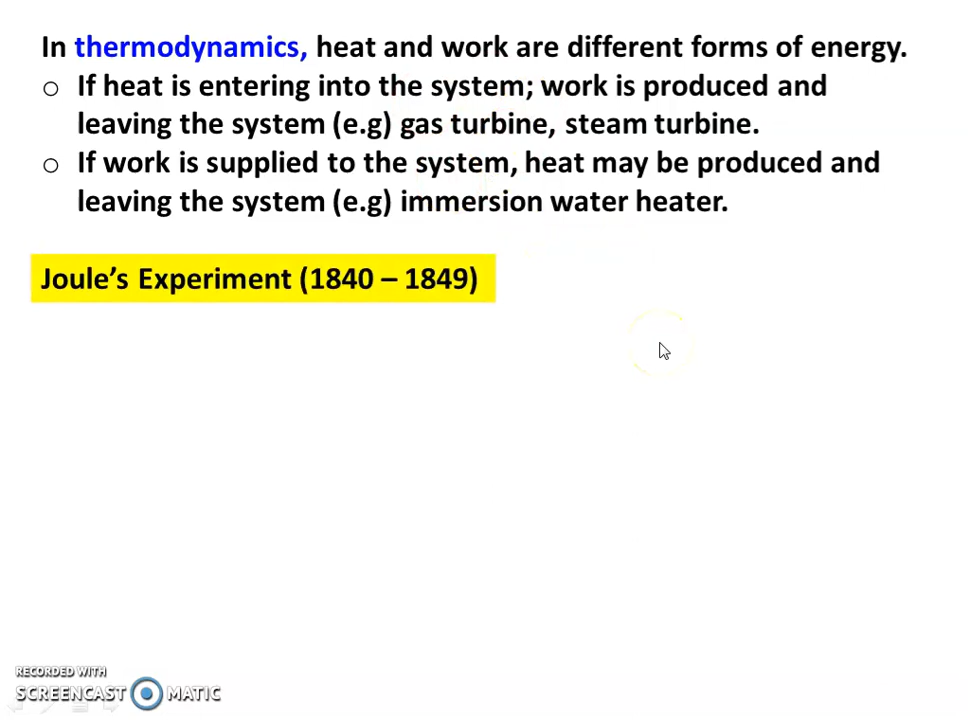 In thermodynamics, heat and work are different forms of energy.
o If heat is entering into the system; work is produced and
leaving the system (e.g) gas turbine, steam turbine.
o If work is supplied to the system, heat may be produced and
leaving the system (e.g) immersion water heater.
Joule’s Experiment (1840 – 1849)
RECORDED WITH
SCREENCAST MATIC